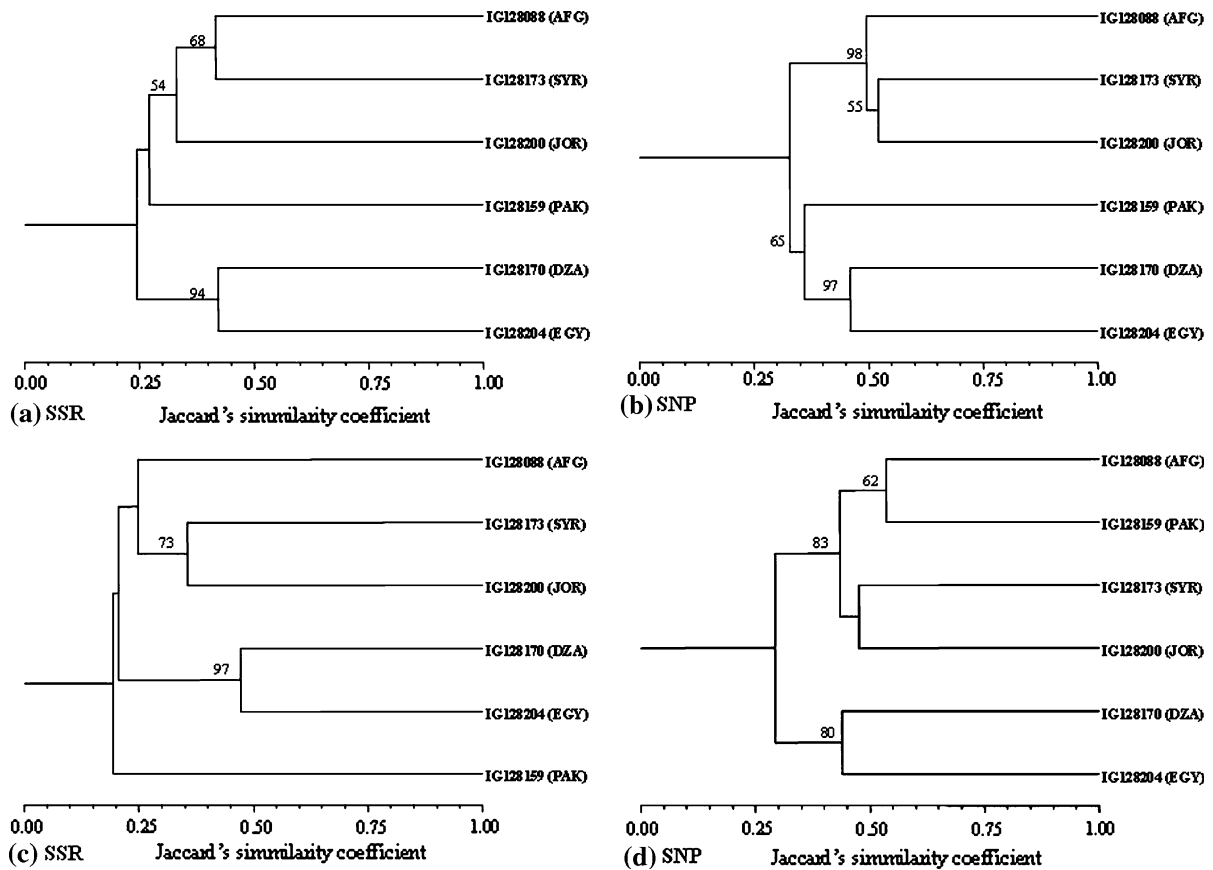 IG128088 (AFG)
68
IG128173 (SYR)
54
IG128200 (JOR)
IG128159 (PAK)
IG128170 (DZA)
94
IG128204 (EGY)
0.00 0.25 0.50 0.75 1.00
(a) SSR Jaccard's simmilarity coefficient
IG128088 (AFG)
98
IG128173 (SYR)
55
IG128200 (JOR)
IG128159 (PAK)
65
IG128170 (DZA)
97
IG128204 (EGY)
0.00 0.25 0.50 0.75 1.00
(b) SNP Jaccard's simmilarity coefficient
IG128088 (AFG)
IG128173 (SYR)
73
IG128200 (JOR)
IG128170 (DZA)
97
IG128204 (EGY)
IG128159 (PAK)
0.00 0.25 0.50 0.75 1.00
(c) SSR Jaccard's simmilarity coefficient
IG128088 (AFG)
62
IG128159 (PAK)
83
IG128173 (SYR)
IG128200 (JOR)
IG128170 (DZA)
80
IG128204 (EGY)
0.00 0.25 0.50 0.75 1.00
(d) SNP Jaccard's simmilarity coefficient